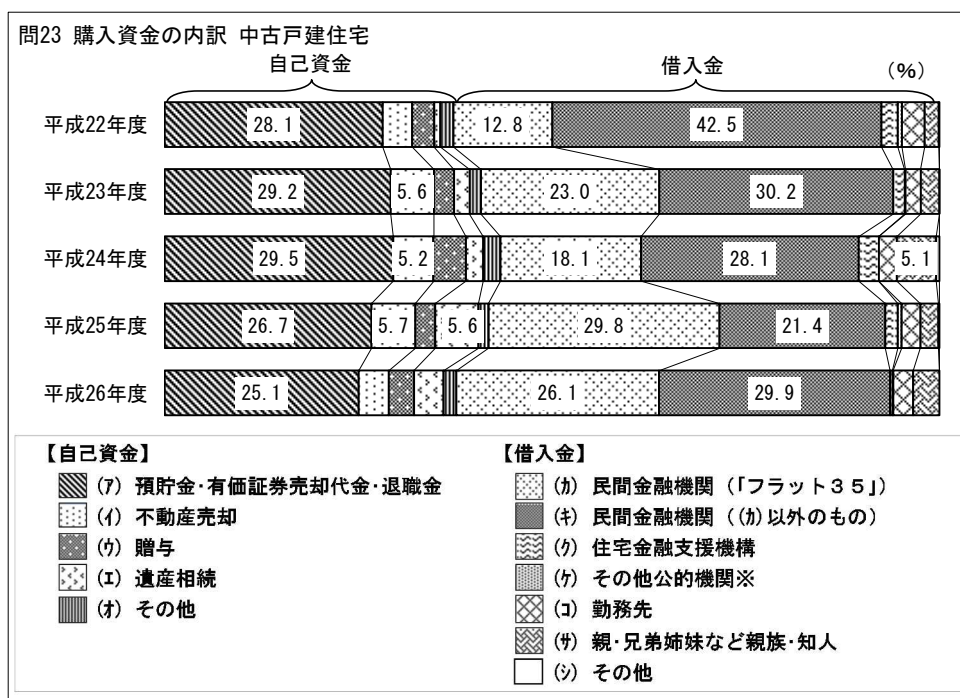 問23 購入資金の内訳 中古戸建住宅
自己資金 借入金 (%)
平成22年度 28.1 12.8 42.5
平成23年度 29.2 5.6 23.0 30.2
平成24年度 29.5 5.2 18.1 28.1 5.1
平成25年度 26.7 5.7 5.6 29.8 21.4
平成26年度 25.1 26.1 29.9
【自己資金】
(ｱ) 預貯金･有価証券売却代金･退職金
(ｲ) 不動産売却
(ｳ) 贈与
(ｴ) 遺産相続
(ｵ) その他
【借入金】
(ｶ) 民間金融機関（｢フラット３５｣）
(ｷ) 民間金融機関（(ｶ)以外のもの）
(ｸ) 住宅金融支援機構
(ｹ) その他公的機関※
(ｺ) 勤務先
(ｻ) 親･兄弟姉妹など親族･知人
(ｼ) その他